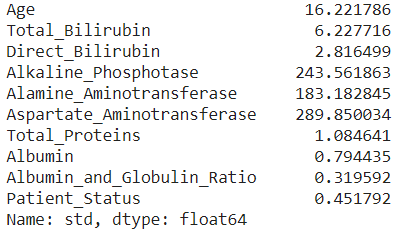 Age 16.221786
Total_Bilirubin 6.227716
Direct_Bilirubin 2.816499
Alkaline_Phosphotase 243.561863
Alamine_Aminotransferase 183.182845
Aspartate_Aminotransferase 289.850034
Total_Proteins 1.084641
Albumin 0.794435
Albumin_and_Globulin_Ratio 0.319592
Patient_Status 0.451792
Name: std, dtype: float64